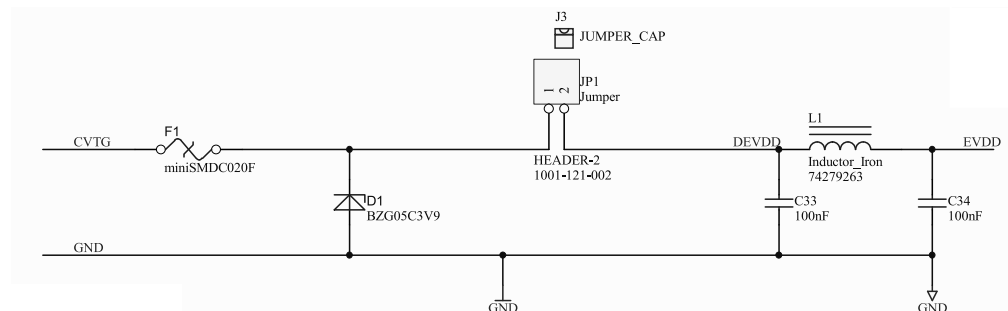 J3
JUMPER_CAP
JP1
Jumper
1 2
CVTG
F1
miniSMDC020F
HEADER-2
1001-121-002
DEVDD
L1
Inductor_Iron
74279263
EVDD
D1
BZG05C3V9
C33
100nF
C34
100nF
GND
GND
GND